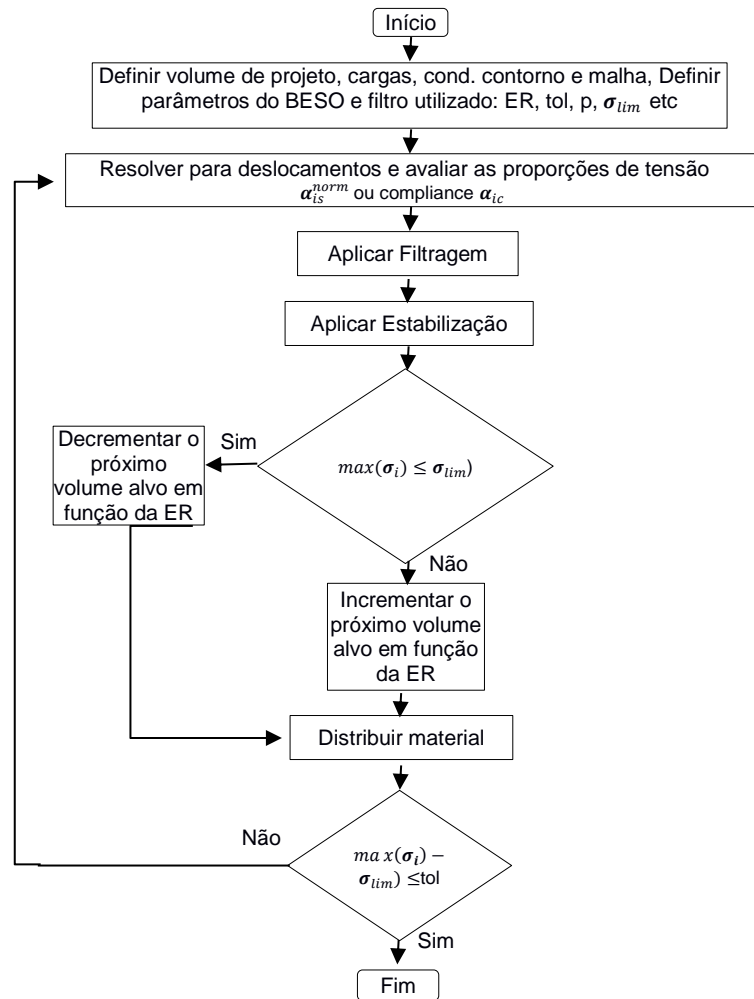 Início
Definir volume de projeto, cargas, cond. contorno e malha, Definir
parâmetros do BESO e filtro utilizado: ER, tol, p, σ_lim etc
Resolver para deslocamentos e avaliar as proporções de tensão
α_is^norm ou compliance α_ic
Aplicar Filtragem
Aplicar Estabilização
max(σ_i) ≤ σ_lim)
Sim
Decrementar o
próximo
volume alvo em
função da ER
Não
Incrementar o
próximo volume
alvo em função
da ER
Distribuir material
Não
ma x(σ_i) −
σ_lim) ≤tol
Sim
Fim